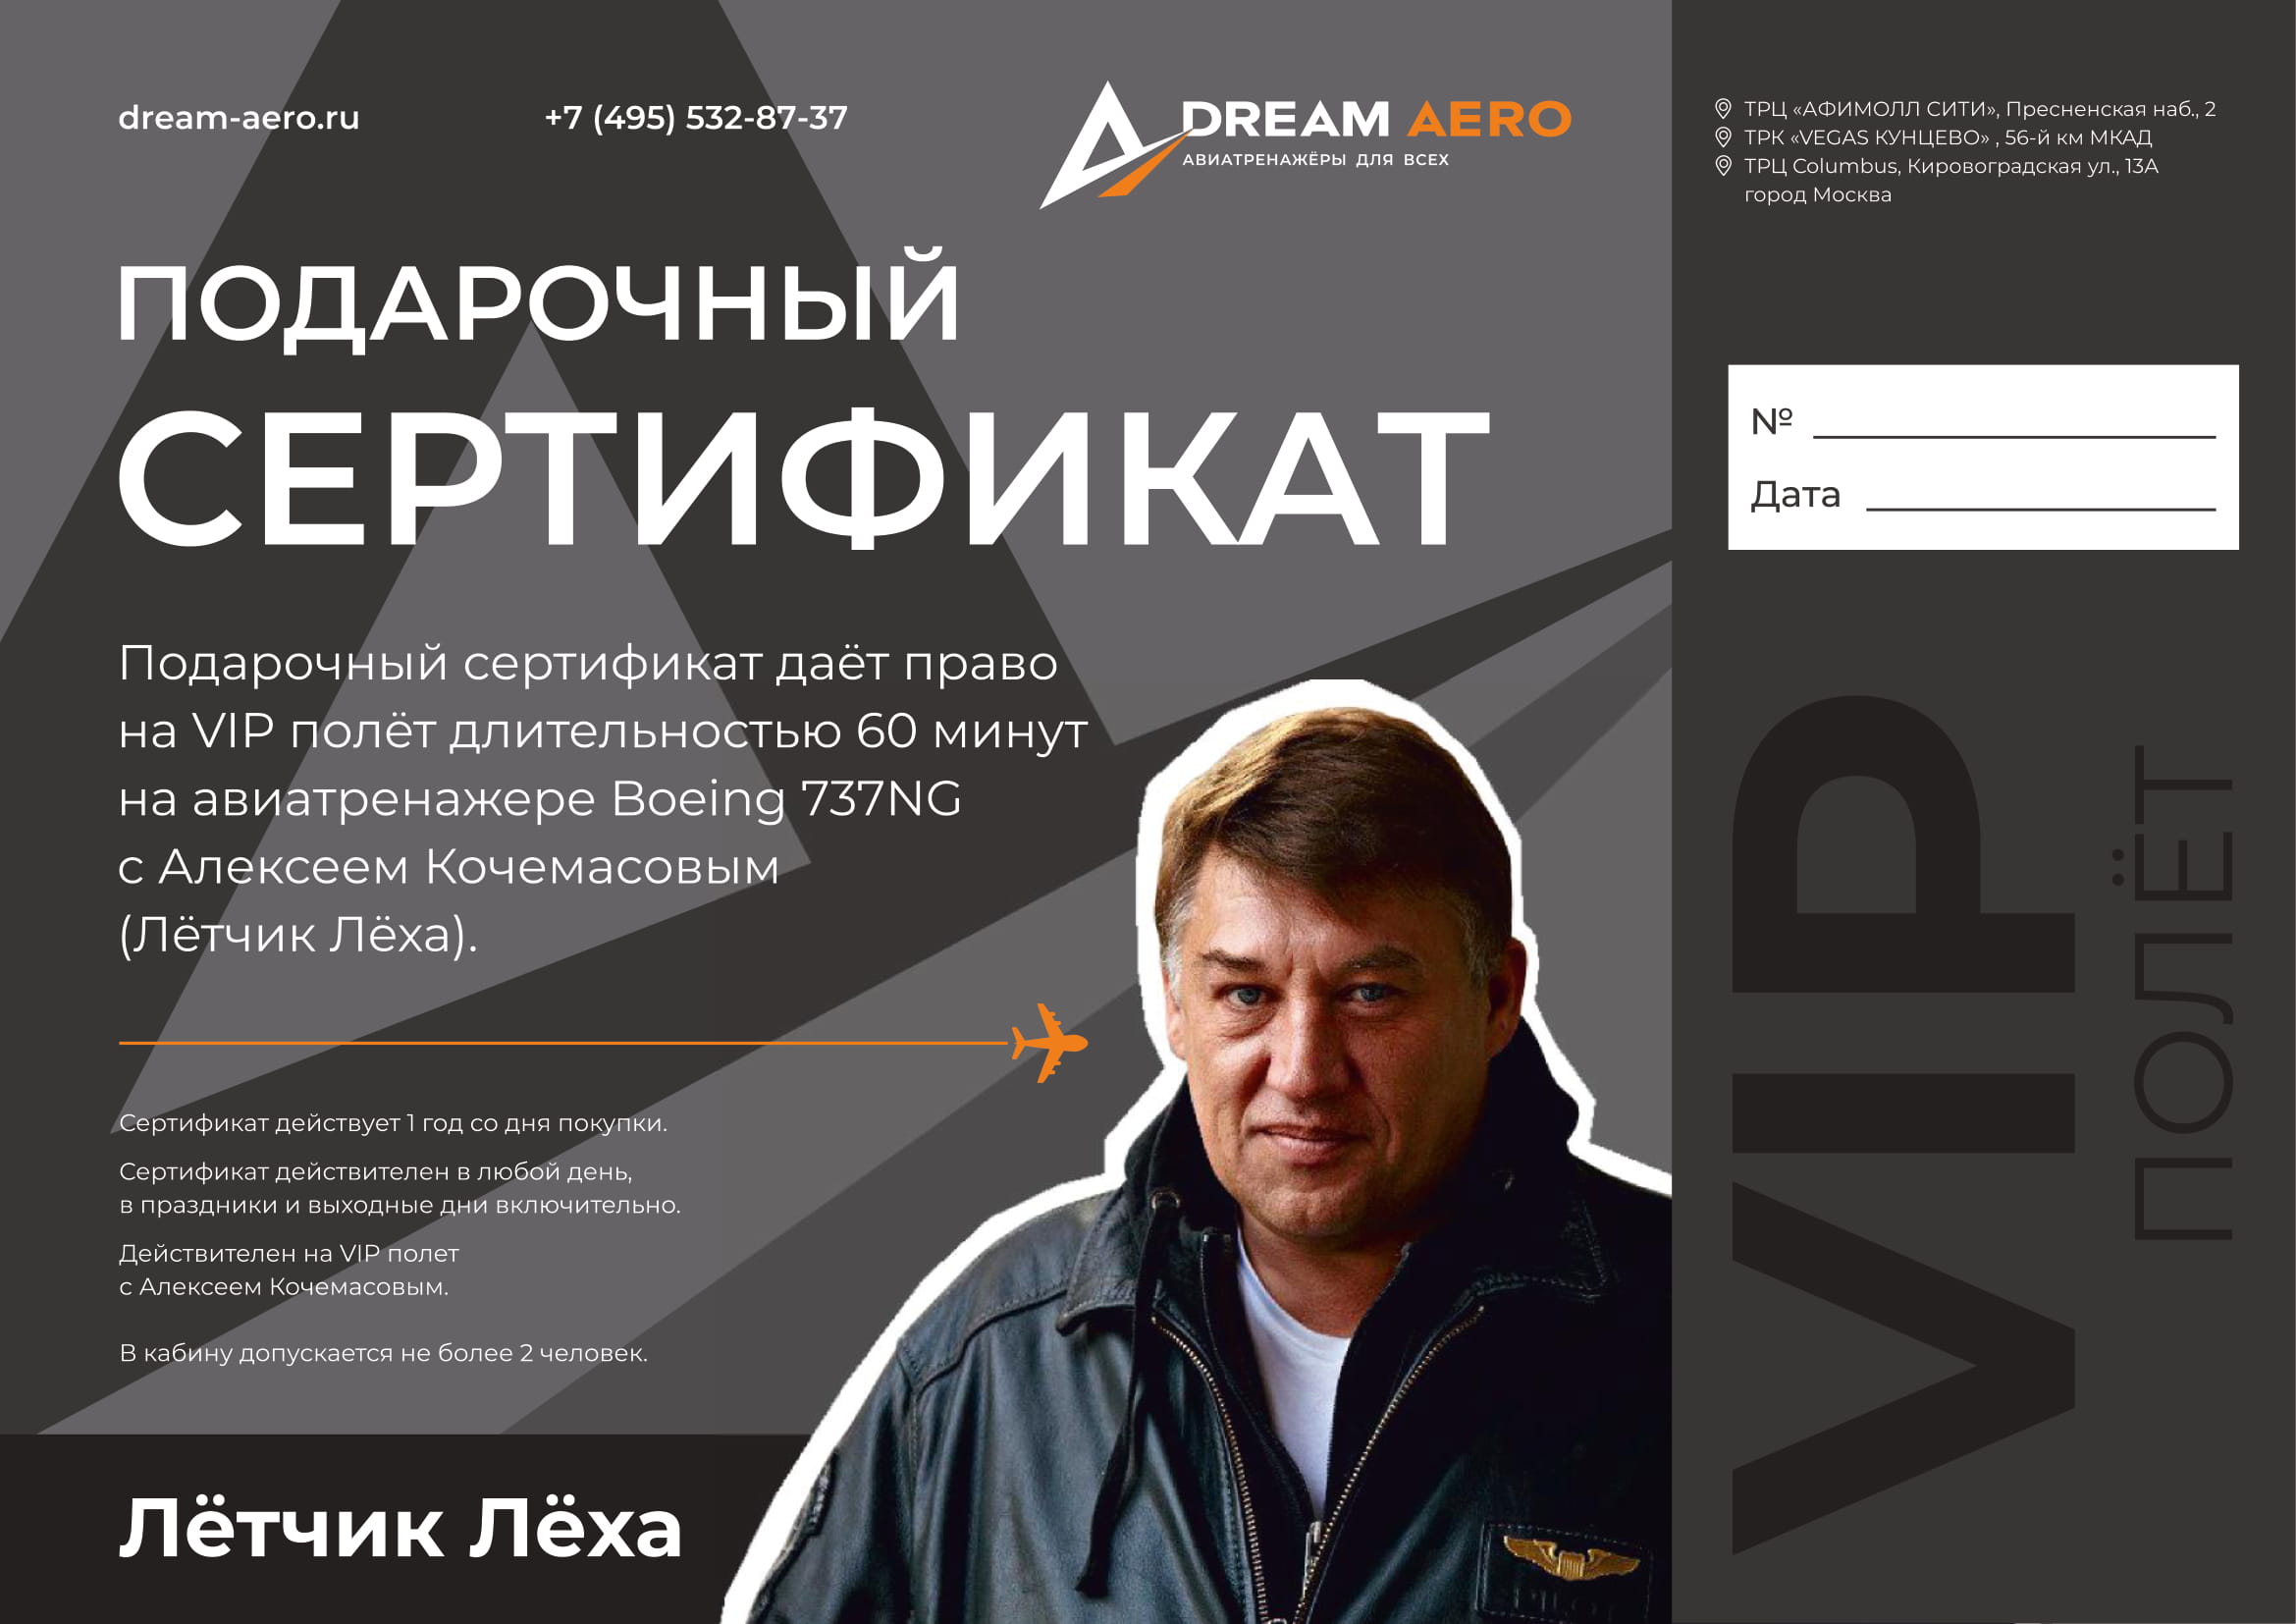 dream-aero.ru
+7 (495) 532-87-37
DREAM AERO
АВИАТРЕНАЖЁРЫ ДЛЯ ВСЕХ
ПОДАРОЧНЫЙ
СЕРТИФИКАТ
Подарочный сертификат даёт право
на VIP полёт длительностью 60 минут
на авиатренажере Boeing 737NG
с Алексеем Кочемасовым
(Лётчик Лёха).
Сертификат действует 1 год со дня покупки.
Сертификат действителен в любой день,
в праздники и выходные дни включительно.
Действителен на VIP полет
с Алексеем Кочемасовым.
В кабину допускается не более 2 человек.
Лётчик Лёха
ТРЦ «АФИМОЛЛ СИТИ», Пресненская наб., 2
ТРК «VEGAS КУНЦЕВО» , 56-й км МКАД
ТРЦ Columbus, Кировоградская ул., 13А
город Москва
№
Дата
VIP
ПОЛЁТ